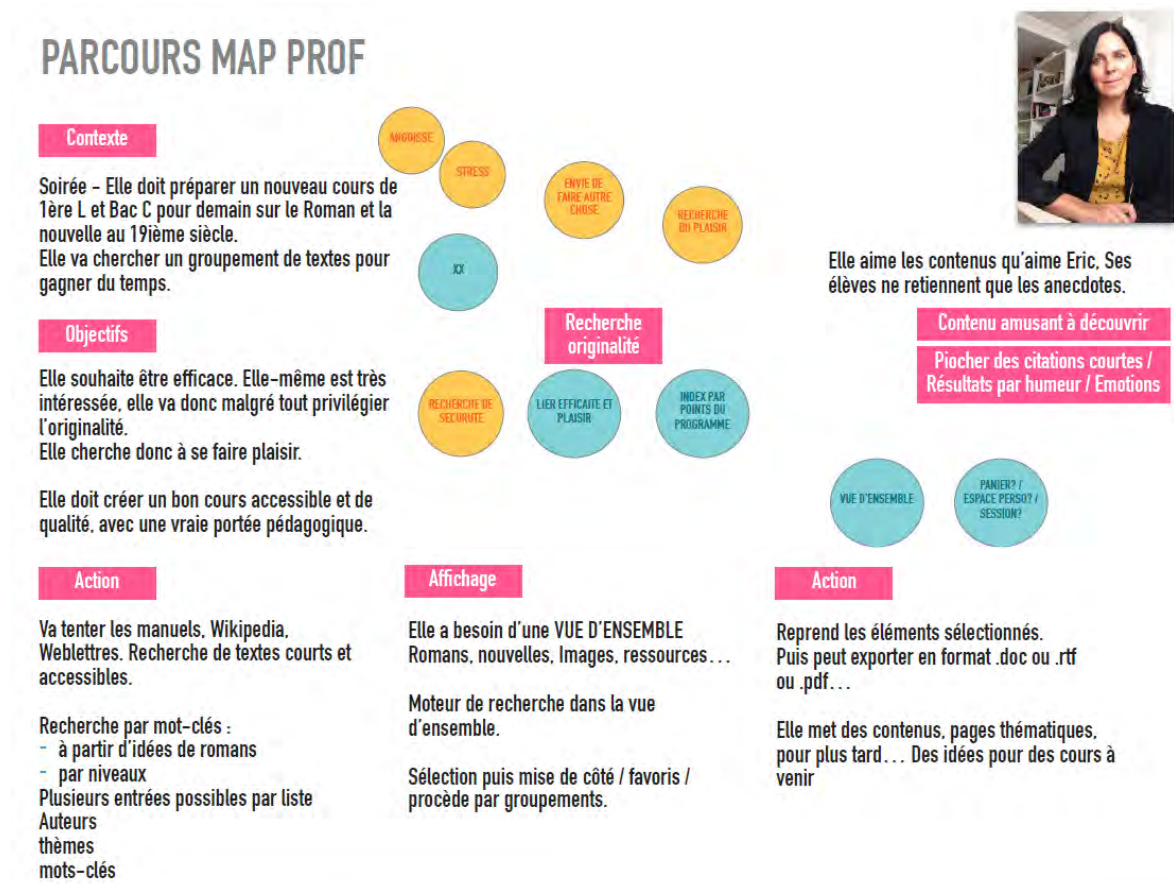 PARCOURS MAP PROF
Contexte
Soirée - Elle doit préparer un nouveau cours de
1ère L et Bac C pour demain sur le Roman et la
nouvelle au 19ième siècle.
Elle va chercher un groupement de textes pour
gagner du temps.
ANGOISSE
STRESS
ENVIE DE
FAIRE AUTRE
CHOSE
RECHERCHE
DU PLAISIR
XX
Elle aime les contenus qu'aime Eric, Ses
élèves ne retiennent que les anecdotes.
Objectifs
Elle souhaite être efficace. Elle-même est très
intéressée, elle va donc malgré tout privilégier
l'originalité.
Elle cherche donc à se faire plaisir.
Elle doit créer un bon cours accessible et de
qualité, avec une vraie portée pédagogique.
Recherche
originalité
Contenu amusant à découvrir
Piocher des citations courtes /
Résultats par humeur / Emotions
RECHERCHE DE
SECURUTE
LIER EFFICAITE ET
PLAISIR
INDEX PAR
POINTS DU
PROGRAMME
VUE D'ENSEMBLE
PANIER? /
ESPACE PERSO? /
SESSION?
Action
Va tenter les manuels, Wikipedia,
Weblettres. Recherche de textes courts et
accessibles.
Recherche par mot-clés :
- à partir d'idées de romans
- par niveaux
Plusieurs entrées possibles par liste
Auteurs
thèmes
mots-clés
Affichage
Elle a besoin d'une VUE D'ENSEMBLE
Romans, nouvelles, Images, ressources...
Moteur de recherche dans la vue
d'ensemble.
Sélection puis mise de côté / favoris /
procède par groupements.
Action
Reprend les éléments sélectionnés.
Puis peut exporter en format .doc ou .rtf
ou .pdf...
Elle met des contenus, pages thématiques,
pour plus tard... Des idées pour des cours à
venir